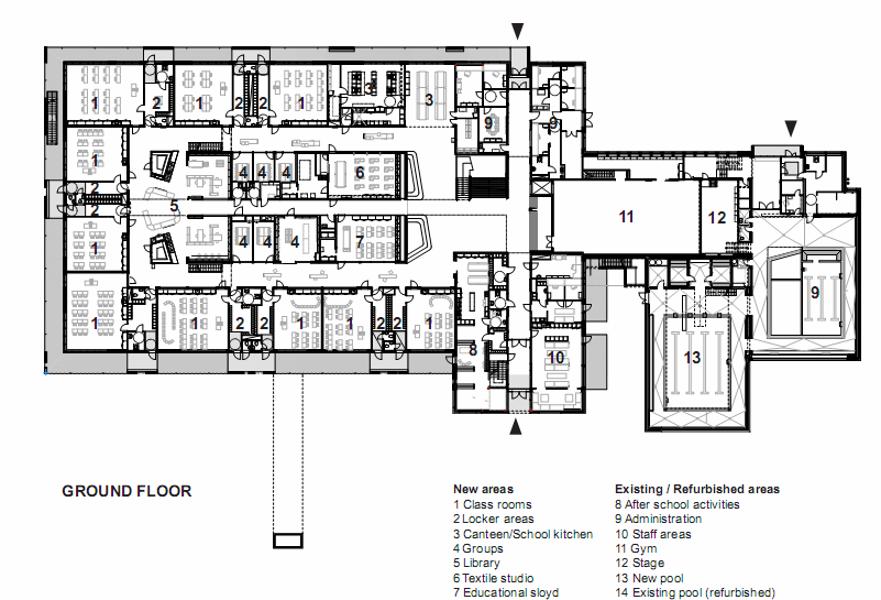 1 2 1 2 2 1 3 3 9 9
1 4 4 4 6
2 2 5 11 12
1 4 4 4 7
1 2 1 2 2 1 1 2 2 1 8 10 13 9
GROUND FLOOR
New areas
1 Class rooms
2 Locker areas
3 Canteen/School kitchen
4 Groups
5 Library
6 Textile studio
7 Educational sloyd
Existing / Refurbished areas
8 After school activities
9 Administration
10 Staff areas
11 Gym
12 Stage
13 New pool
14 Existing pool (refurbished)